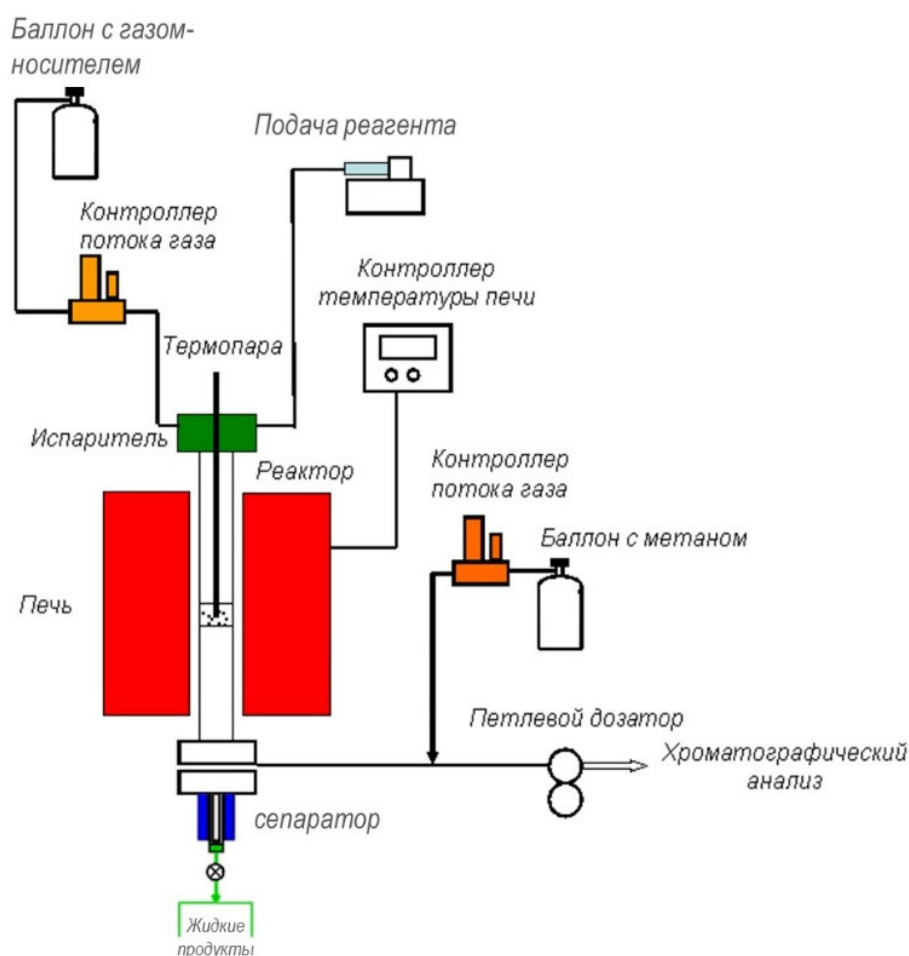 Баллон с газом-
носителем
Подача реагента
Контроллер
потока газа
Контроллер
температуры печи
Термопара
Испаритель
Реактор
Контроллер
потока газа
Баллон с метаном
Печь
Петлевой дозатор
Хроматографический
анализ
сепаратор
Жидкие
продукты